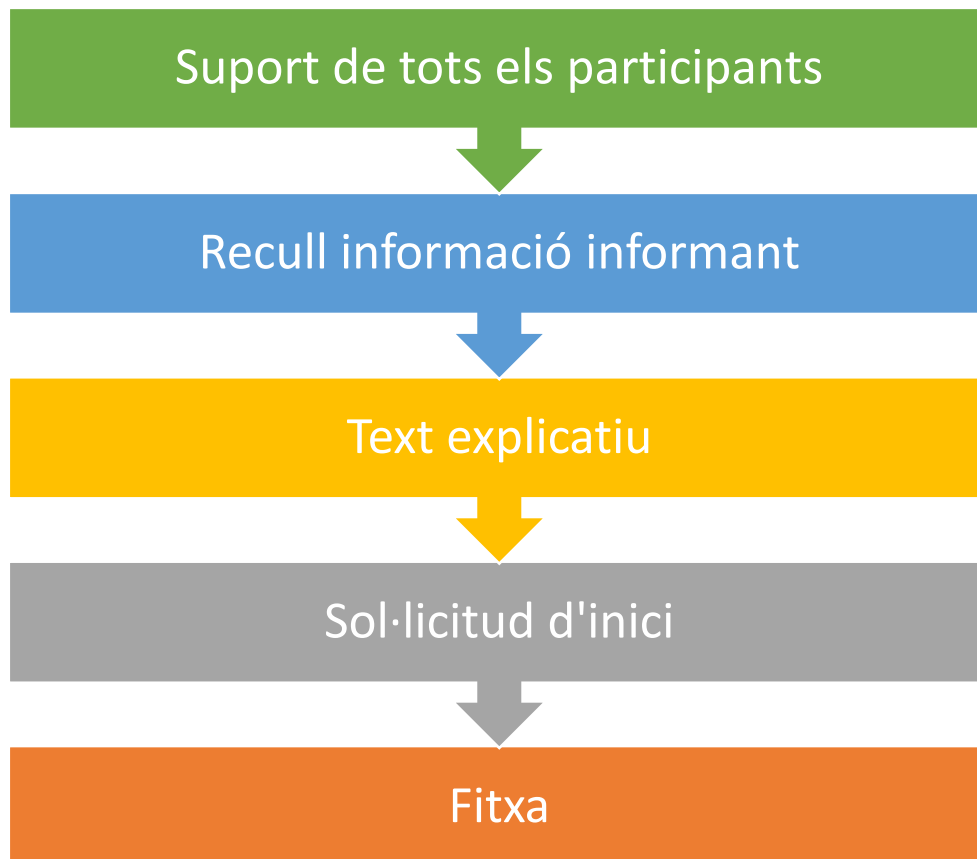 Suport de tots els participants
Recull informació informant
Text explicatiu
Sol·licitud d'inici
Fitxa